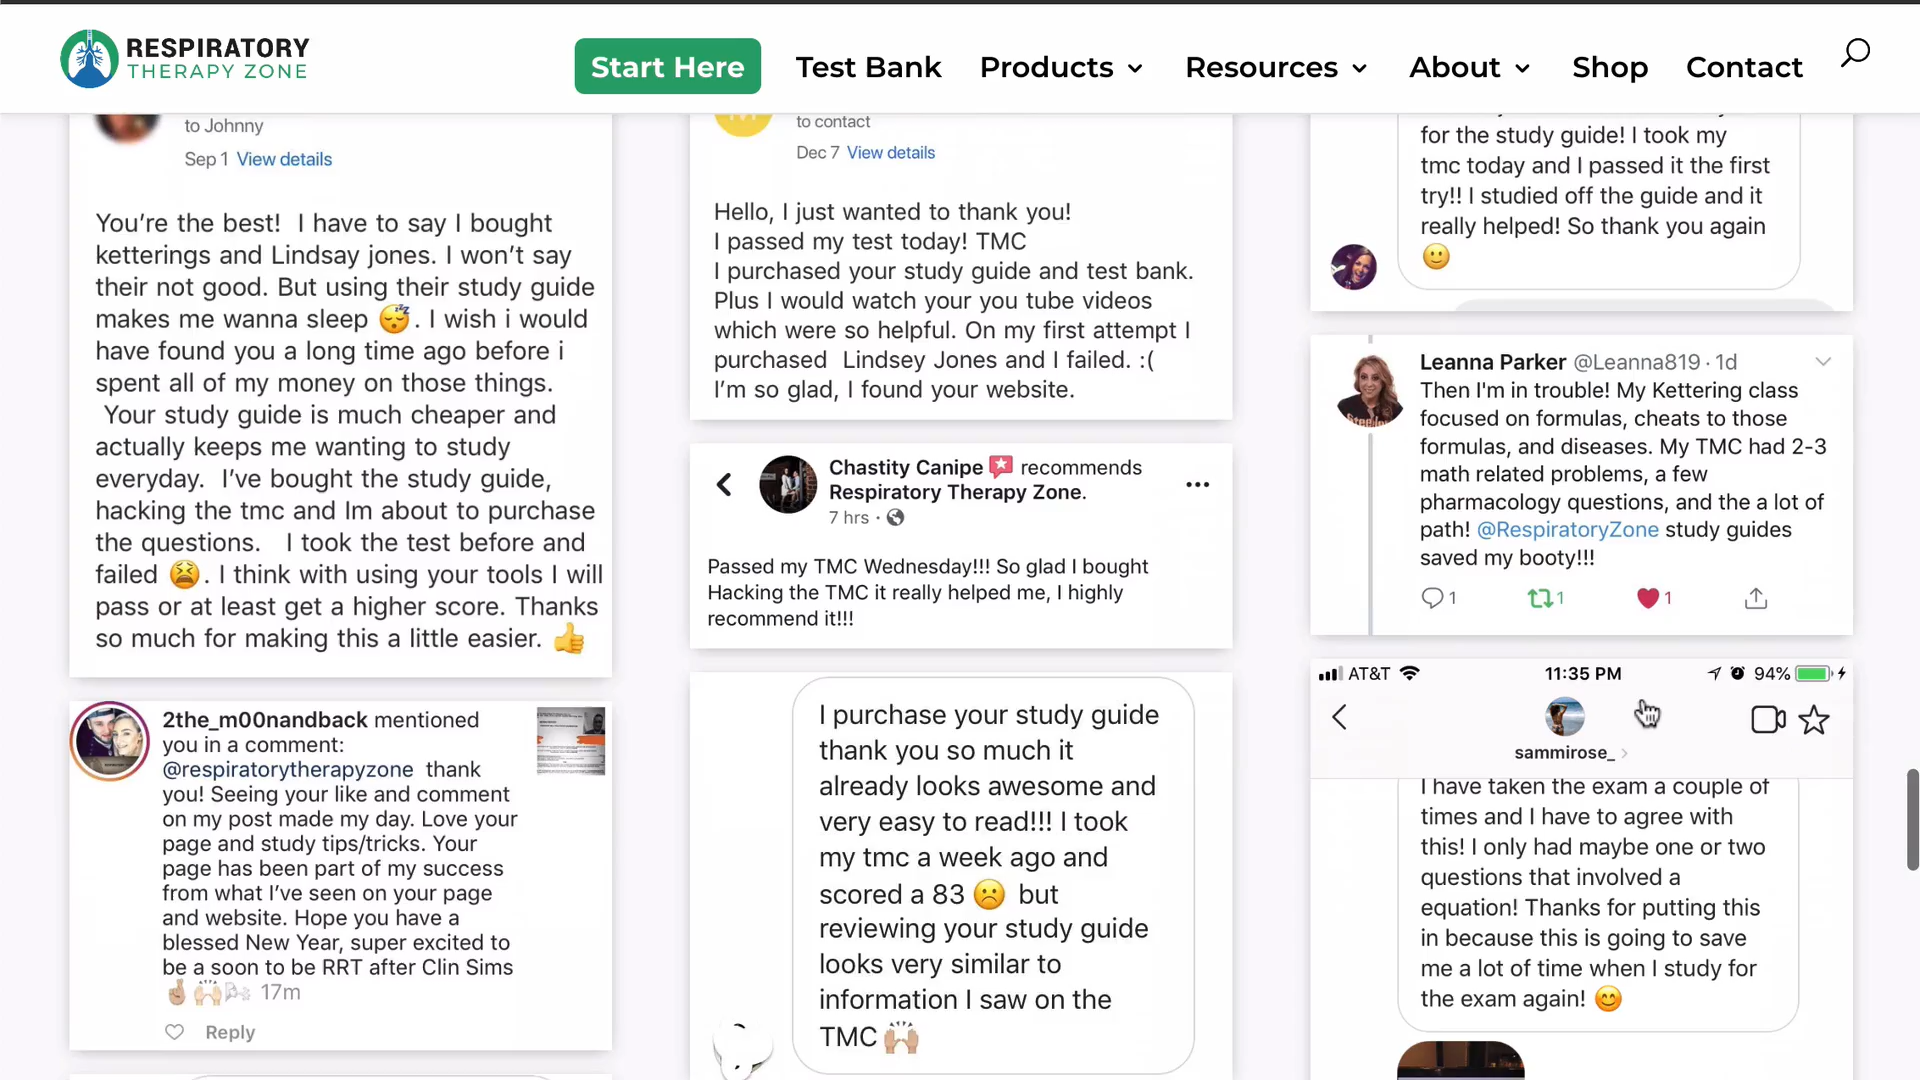 RESPIRATORY
THERAPY ZONE
Start Here
Test Bank
Products
Resources
About
Shop
Contact
to Johnny
Sep 1 View details
You’re the best! I have to say I bought
ketterings and Lindsay jones. I won’t say
their not good. But using their study guide
makes me wanna sleep 😴. I wish i would
have found you a long time ago before i
spent all of my money on those things.
Your study guide is much cheaper and
actually keeps me wanting to study
everyday. I’ve bought the study guide,
hacking the tmc and Im about to purchase
the questions. I took the test before and
failed 😫. I think with using your tools I will
pass or at least get a higher score. Thanks
so much for making this a little easier. 👍
2the_m00nandback mentioned
you in a comment:
@respiratorytherapyzone thank
you! Seeing your like and comment
on my post made my day. Love your
page and study tips/tricks. Your
page has been part of my success
from what I’ve seen on your page
and website. Hope you have a
blessed New Year, super excited to
be a soon to be RRT after Clin Sims
17m
Reply
to contact
Dec 7 View details
Hello, I just wanted to thank you!
I passed my test today! TMC
I purchased your study guide and test bank.
Plus I would watch your you tube videos
which were so helpful. On my first attempt I
purchased Lindsey Jones and I failed. :(
I’m so glad, I found your website.
Chastity Canipe recommends
Respiratory Therapy Zone.
7 hrs ·
Passed my TMC Wednesday!!! So glad I bought
Hacking the TMC it really helped me, I highly
recommend it!!!
I purchase your study guide
thank you so much it
already looks awesome and
very easy to read!!! I took
my tmc a week ago and
scored a 83 ☹️ but
reviewing your study guide
looks very similar to
information I saw on the
TMC 🙌🏼
for the study guide! I took my
tmc today and I passed it the first
try!! I studied off the guide and it
really helped! So thank you again
🙂
Leanna Parker @Leanna819 · 1d
Then I'm in trouble! My Kettering class
focused on formulas, cheats to those
formulas, and diseases. My TMC had 2-3
math related problems, a few
pharmacology questions, and the a lot of
path! @RespiratoryZone study guides
saved my booty!!!
1 1 1
AT&T 11:35 PM 94%
sammirose_
I have taken the exam a couple of
times and I have to agree with
this! I only had maybe one or two
questions that involved a
equation! Thanks for putting this
in because this is going to save
me a lot of time when I study for
the exam again! 😊